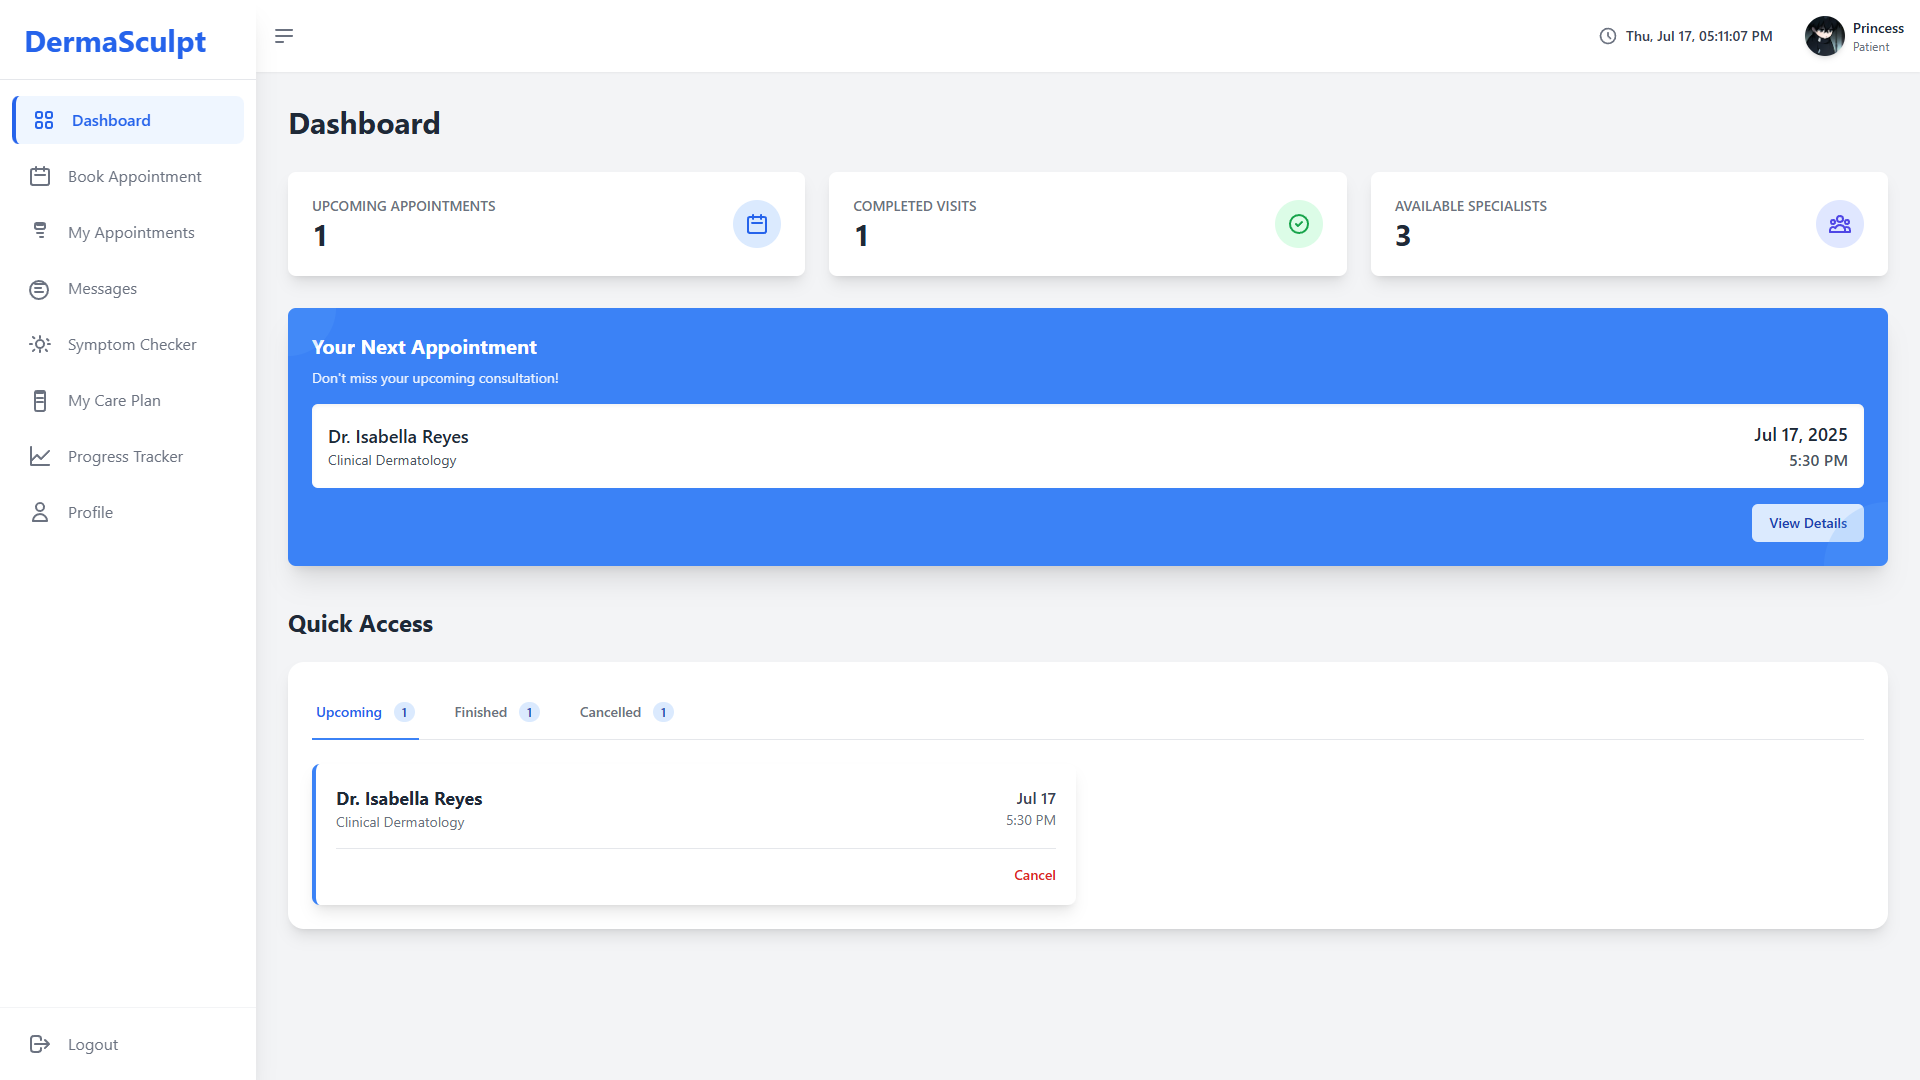 DermaSculpt
Dashboard
Book Appointment
My Appointments
Messages
Symptom Checker
My Care Plan
Progress Tracker
Profile
Logout
Thu, Jul 17, 05:11:07 PM
Princess
Patient
Dashboard
UPCOMING APPOINTMENTS
1
COMPLETED VISITS
1
AVAILABLE SPECIALISTS
3
Your Next Appointment
Don't miss your upcoming consultation!
Dr. Isabella Reyes
Clinical Dermatology
Jul 17, 2025
5:30 PM
View Details
Quick Access
Upcoming 1
Finished 1
Cancelled 1
Dr. Isabella Reyes
Clinical Dermatology
Jul 17
5:30 PM
Cancel